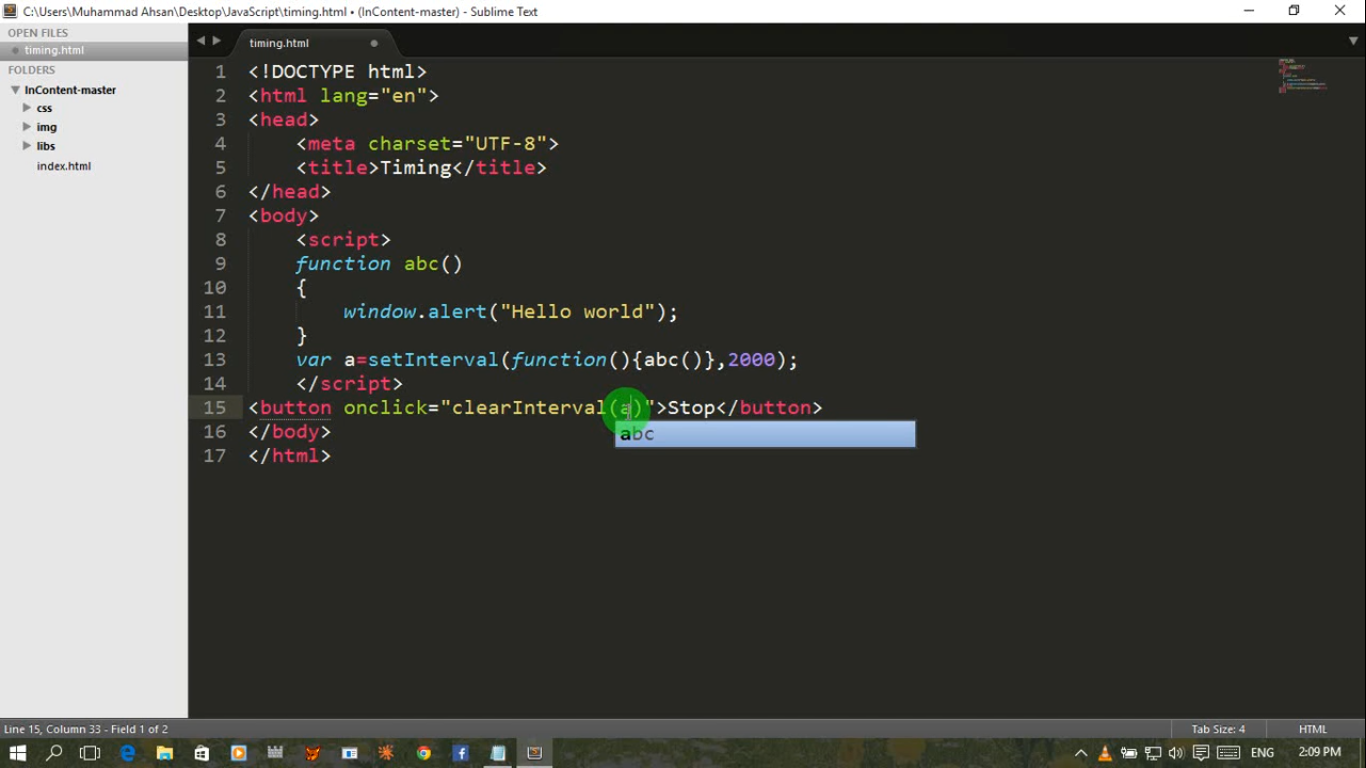 C:\Users\Muhammad Ahsan\Desktop\JavaScript\timing.html • (InContent-master) - Sublime Text
OPEN FILES
timing.html
FOLDERS
InContent-master
css
img
libs
index.html
timing.html
1 <!DOCTYPE html>
2 <html lang="en">
3 <head>
4 <meta charset="UTF-8">
5 <title>Timing</title>
6 </head>
7 <body>
8 <script>
9 function abc()
10 {
11 window.alert("Hello world");
12 }
13 var a=setInterval(function(){abc()},2000);
14 </script>
15 <button onclick="clearInterval(a)">Stop</button>
abc
16 </body>
17 </html>
Line 15, Column 33 - Field 1 of 2
Tab Size: 4
HTML
ENG
2:09 PM